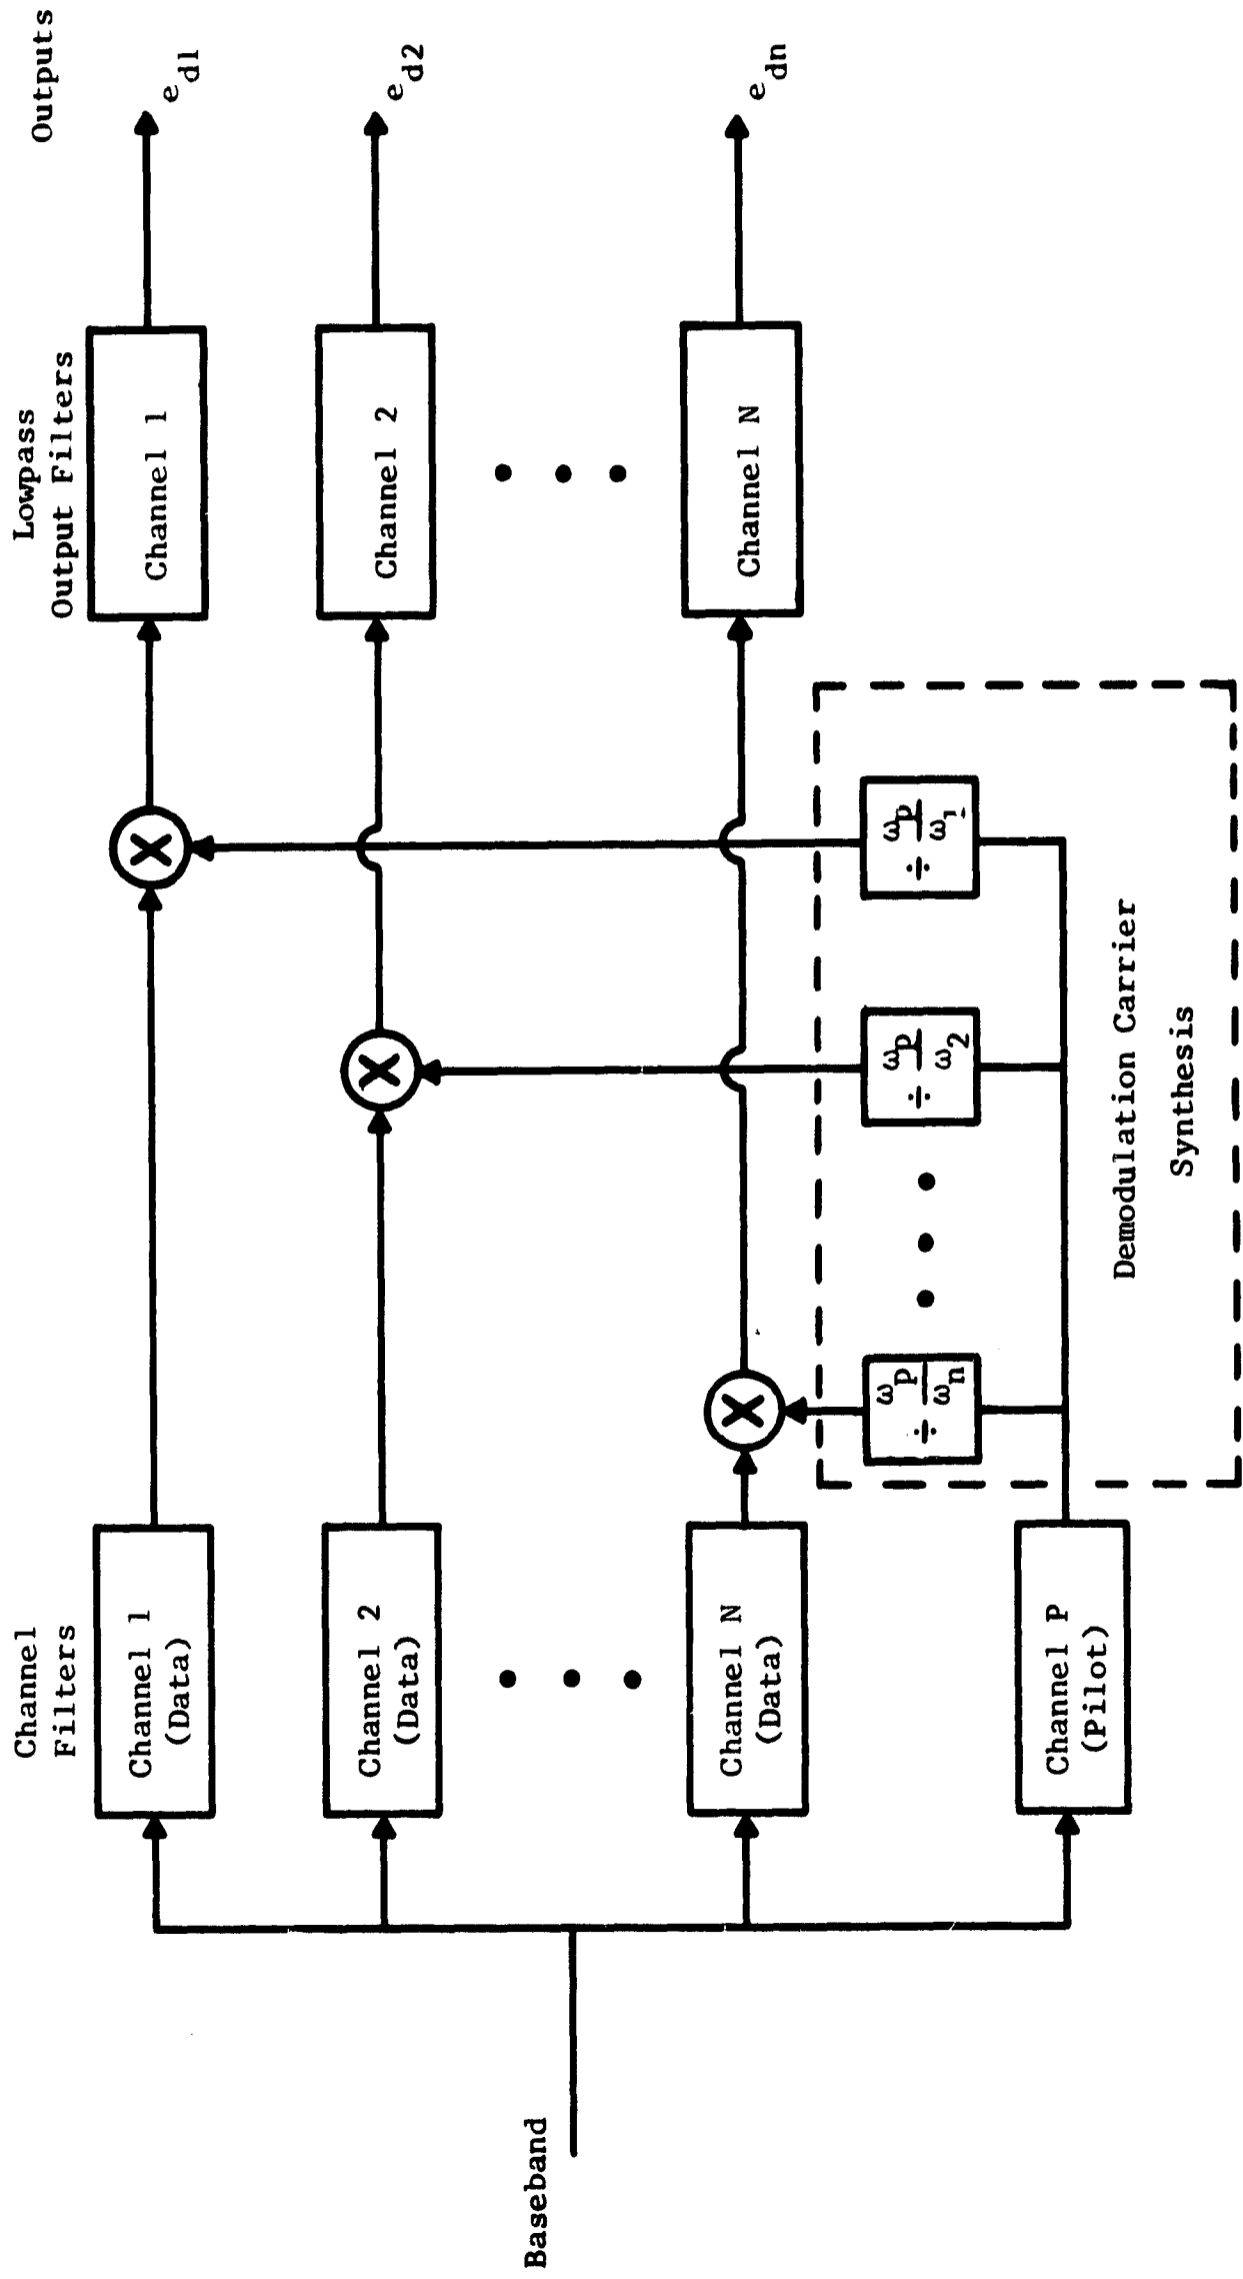 Channel
Filters
Lowpass
Output Filters
Outputs
Channel 1
(Data)
X
Channel 1
e_d1
Channel 2
(Data)
X
Channel 2
e_d2
Baseband
Channel N
(Data)
X
Channel N
e_dn
÷ ω_p/ω_n
÷ ω_p/ω_2
÷ ω_p/ω_1
Channel P
(Pilot)
Demodulation Carrier
Synthesis